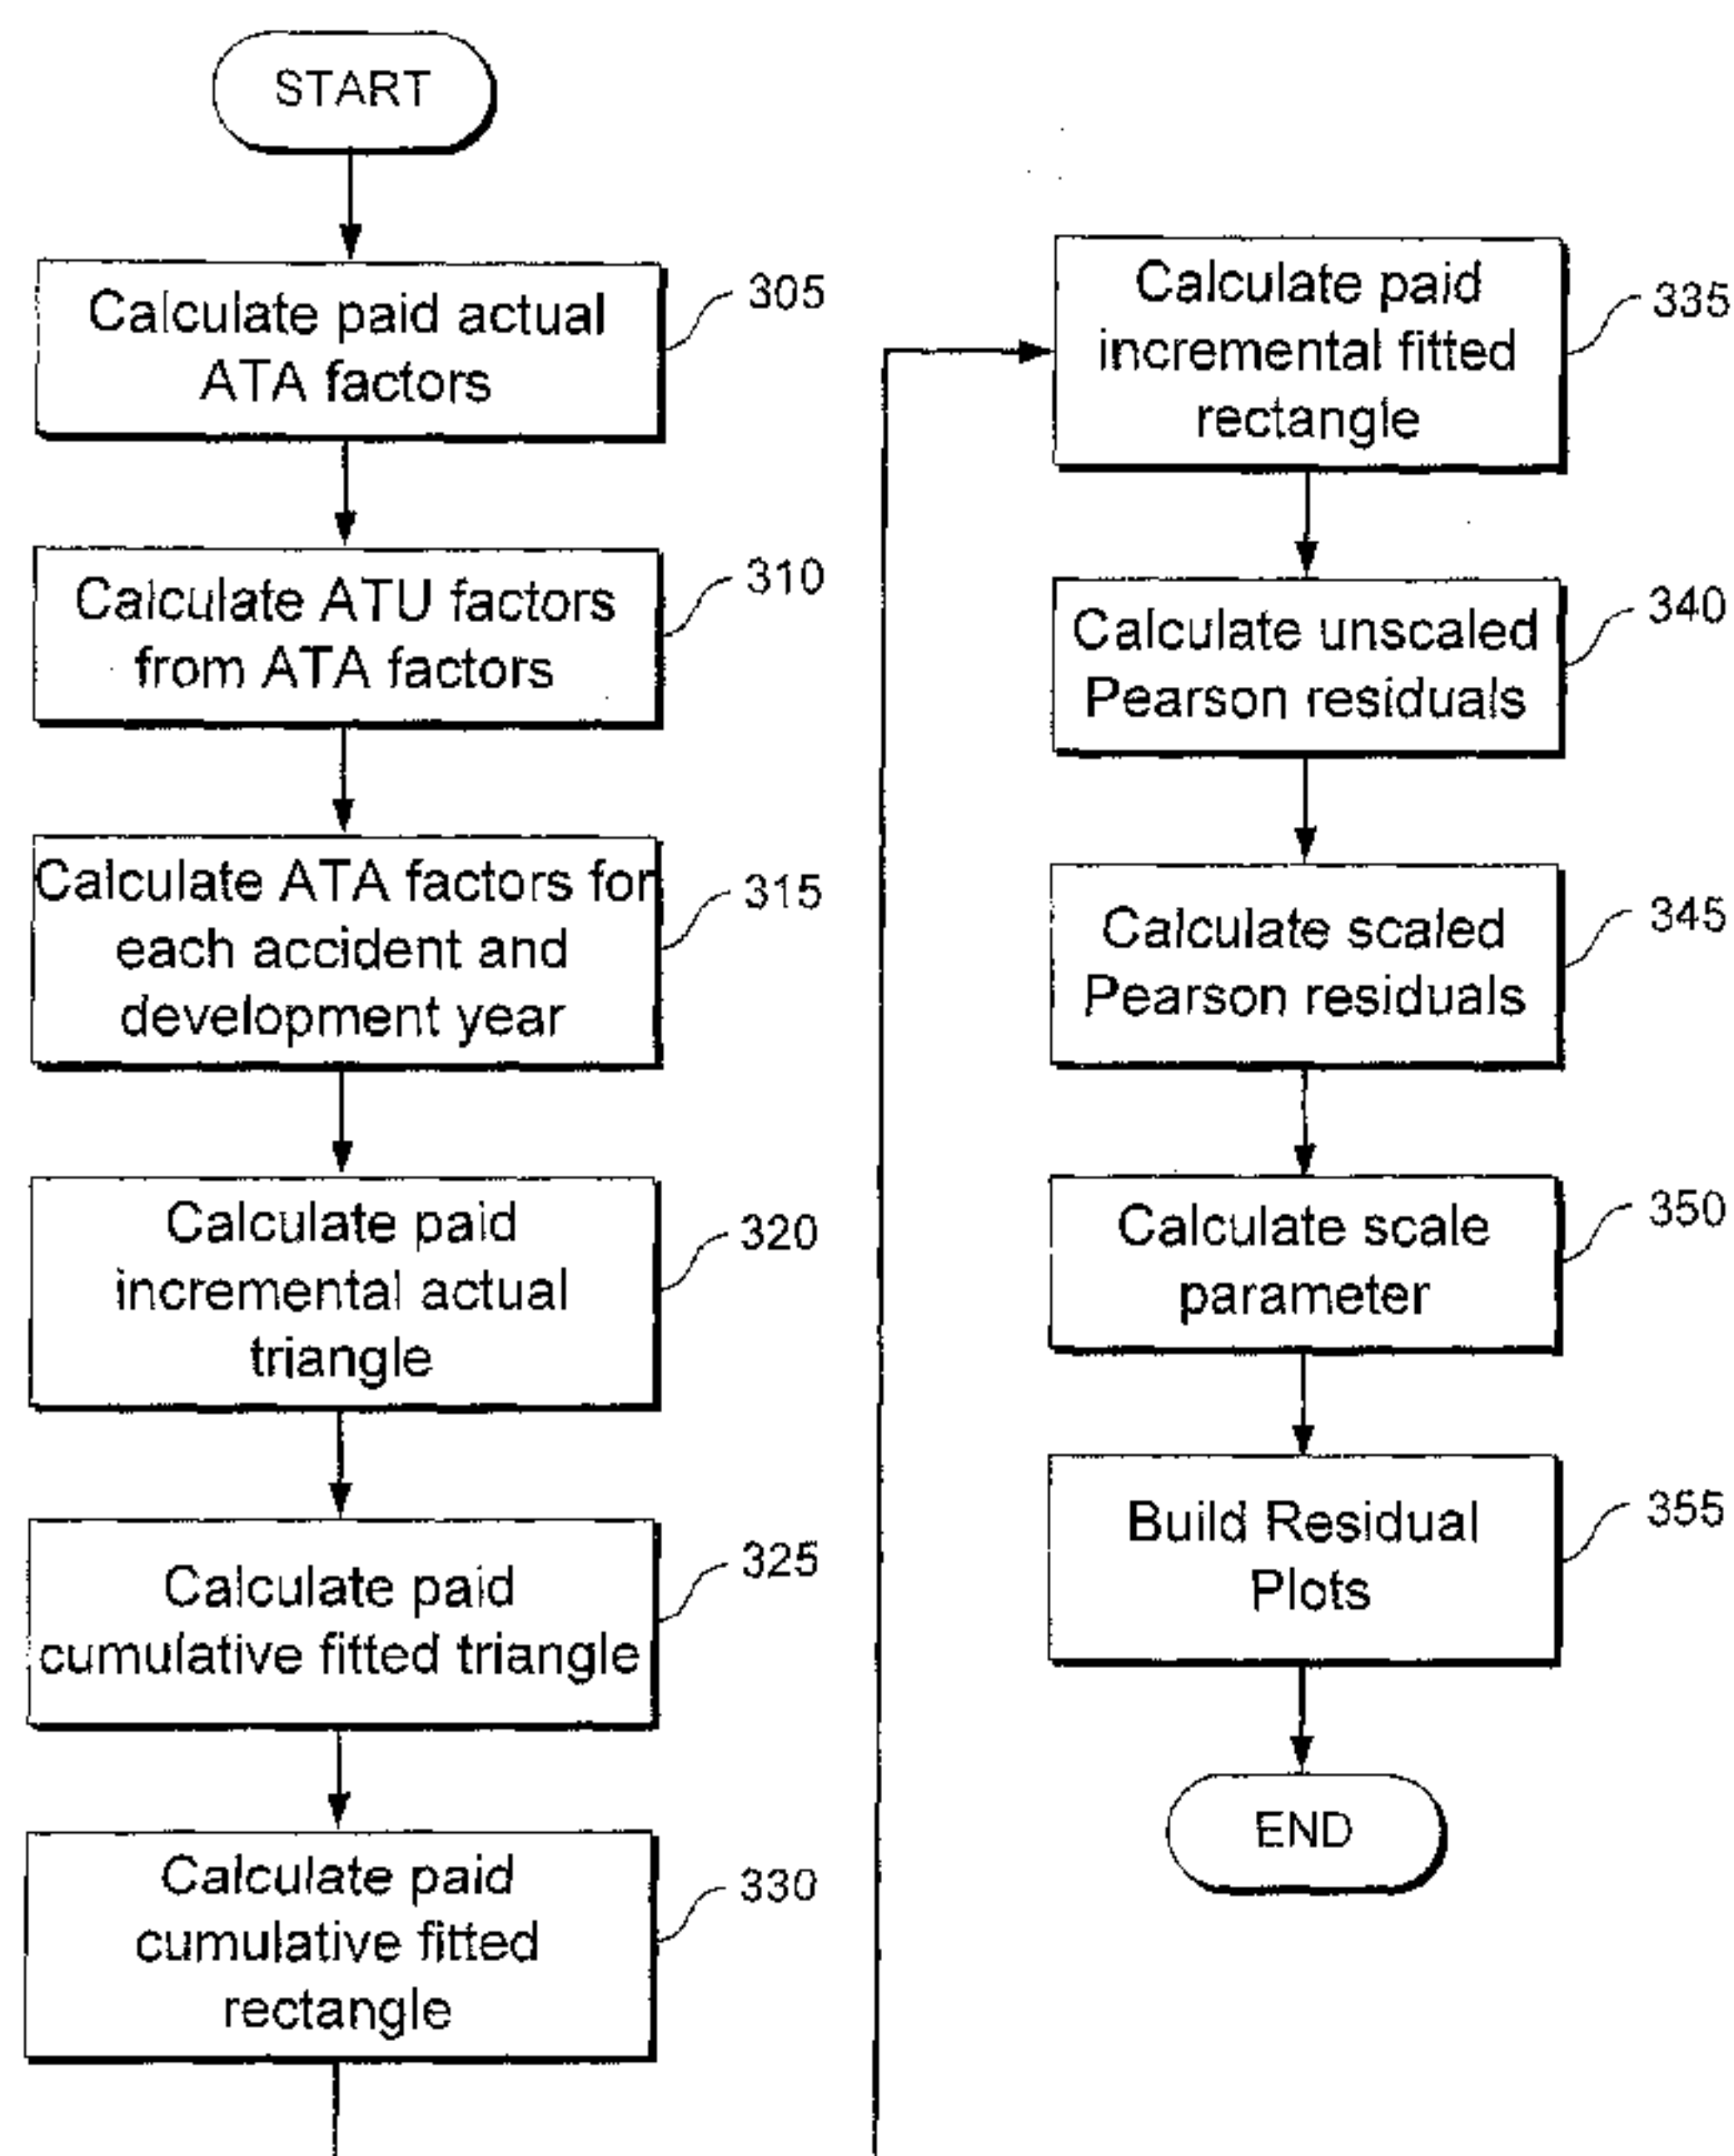 START
Calculate paid actual
ATA factors
305
Calculate ATU factors
from ATA factors
310
Calculate ATA factors for
each accident and
development year
315
Calculate paid
incremental actual
triangle
320
Calculate paid
cumulative fitted triangle
325
Calculate paid
cumulative fitted
rectangle
330
Calculate paid
incremental fitted
rectangle
335
Calculate unscaled
Pearson residuals
340
Calculate scaled
Pearson residuals
345
Calculate scale
parameter
350
Build Residual
Plots
355
END